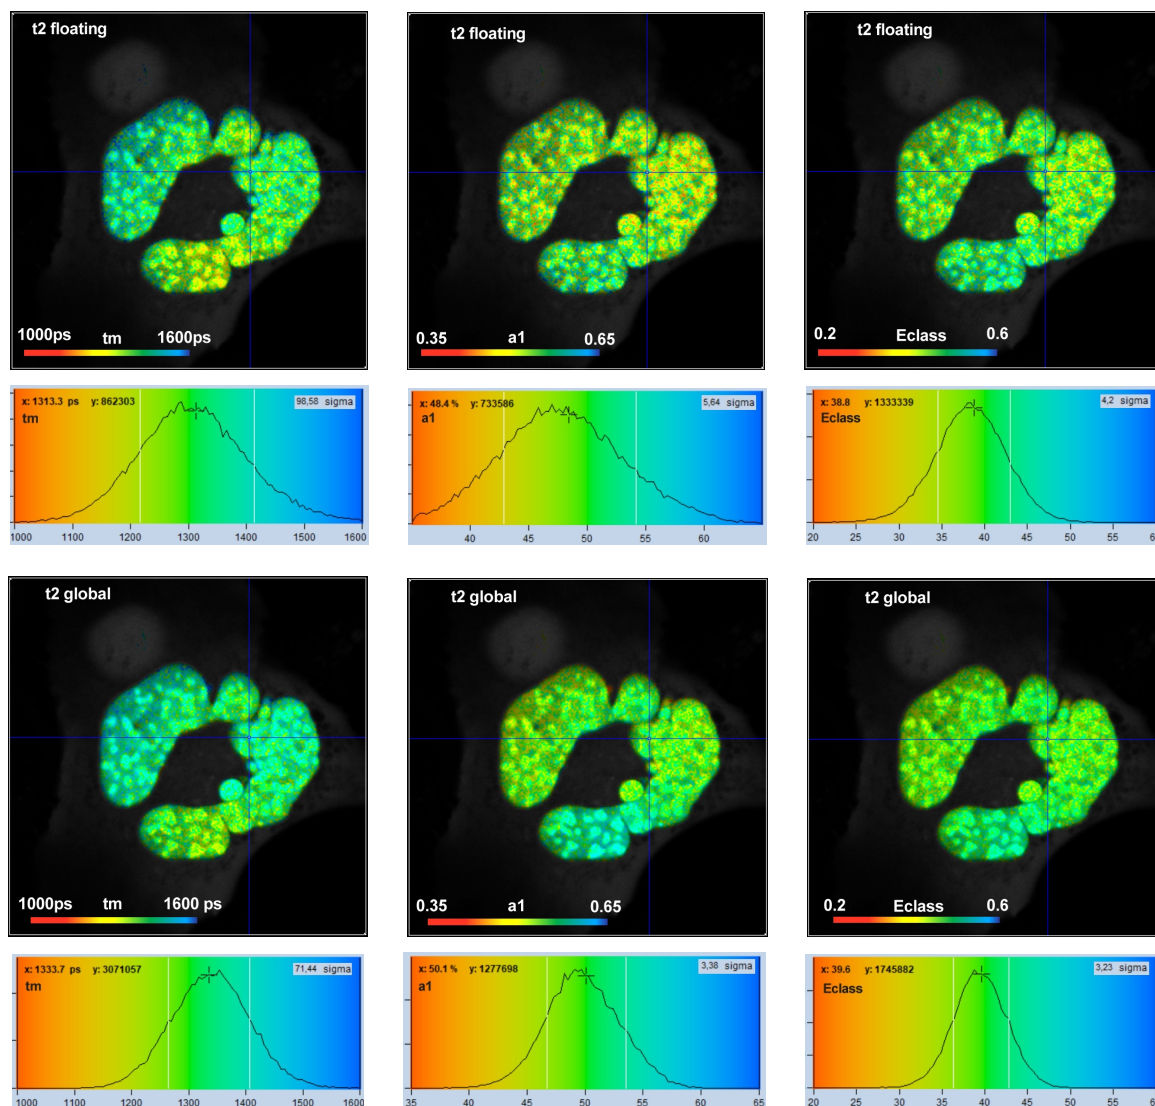 t2 floating
1000ps tm 1600ps
t2 floating
0.35 a1 0.65
t2 floating
0.2 Eclass 0.6
x: 1313.3 ps y: 862303 98,58 sigma
tm
1000 1100 1200 1300 1400 1500 1600
x: 48.4 % y: 733586 5,64 sigma
a1
40 45 50 55 60
x: 38.8 y: 1333339 4,2 sigma
Eclass
20 25 30 35 40 45 50 55
t2 global
1000ps tm 1600 ps
t2 global
0.35 a1 0.65
t2 global
0.2 Eclass 0.6
x: 1333.7 ps y: 3071057 71,44 sigma
tm
1000 1100 1200 1300 1400 1500 1600
x: 50.1 % y: 1277698 3,38 sigma
a1
35 40 45 50 55 60 65
x: 39.6 y: 1745882 3,23 sigma
Eclass
20 25 30 35 40 45 50 55